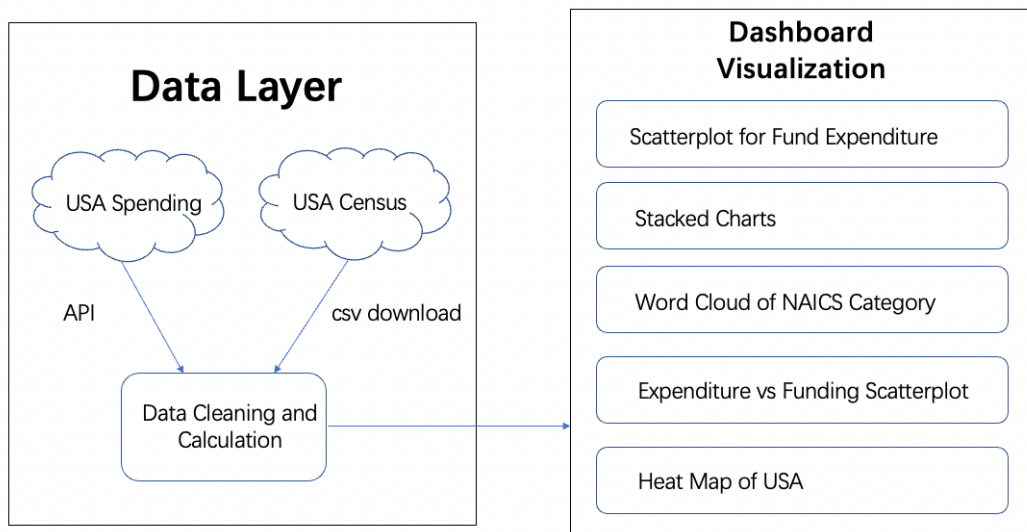 Data Layer
USA Spending
USA Census
API
csv download
Data Cleaning and
Calculation
Dashboard
Visualization
Scatterplot for Fund Expenditure
Stacked Charts
Word Cloud of NAICS Category
Expenditure vs Funding Scatterplot
Heat Map of USA